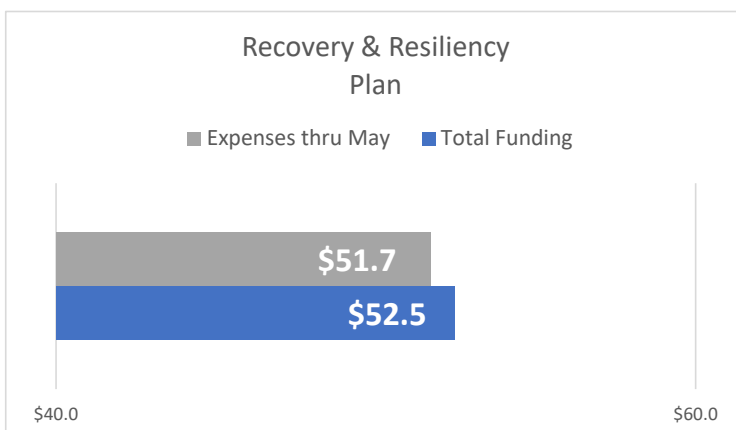 Recovery & Resiliency
Plan
Expenses thru May
Total Funding
$51.7
$52.5
$40.0
$60.0